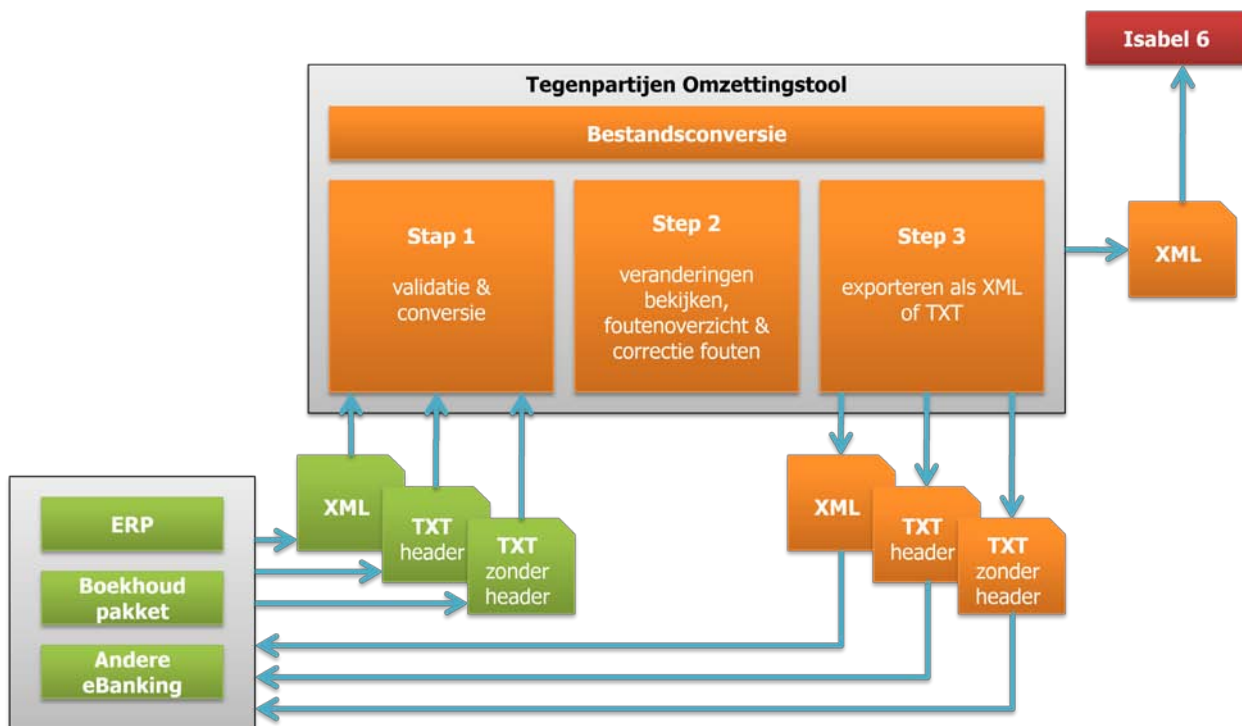 Isabel 6
Tegenpartijen Omzettingstool
Bestandsconversie
Stap 1
validatie &
conversie
Step 2
veranderingen
bekijken,
foutenoverzicht &
correctie fouten
Step 3
exporteren als XML
of TXT
XML
ERP
Boekhoud
pakket
Andere
eBanking
XML
TXT
header
TXT
zonder
header
XML
TXT
header
TXT
zonder
header